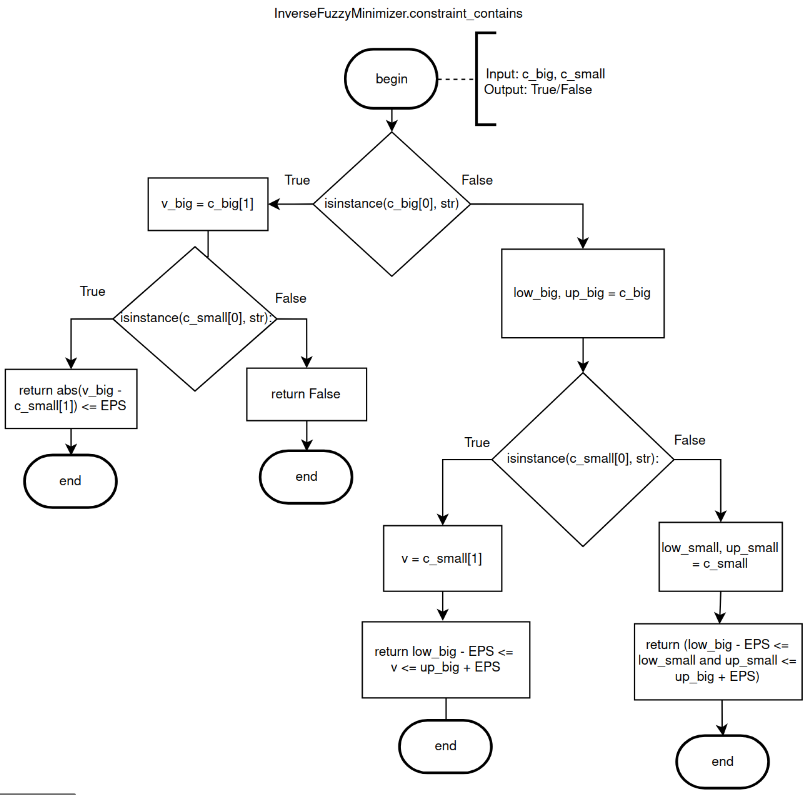 InverseFuzzyMinimizer.constraint_contains
begin
Input: c_big, c_small
Output: True/False
True
False
v_big = c_big[1]
isinstance(c_big[0], str)
low_big, up_big = c_big
True
False
isinstance(c_small[0], str):
return abs(v_big -
c_small[1]) <= EPS
return False
end
end
True
False
isinstance(c_small[0], str):
v = c_small[1]
low_small, up_small
= c_small
return low_big - EPS <=
v <= up_big + EPS
return (low_big - EPS <=
low_small and up_small <=
up_big + EPS)
end
end